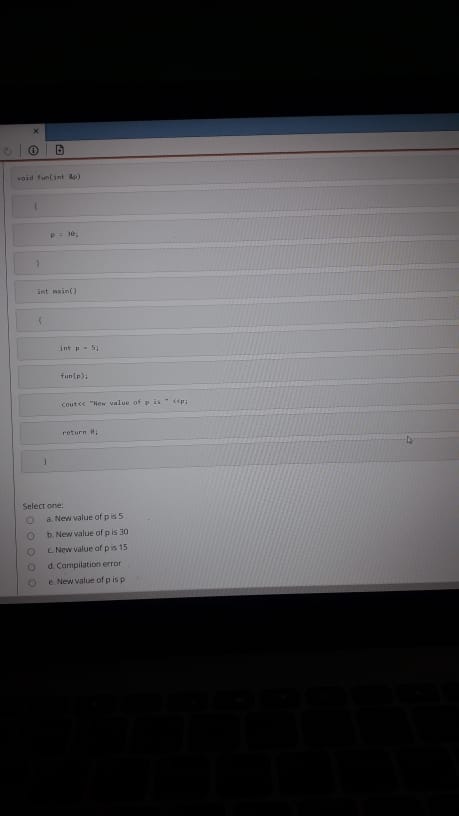 void fun(int &p)
{
p = 30;
}
int main()
{
int p = 5;
fun(p);
cout<< "New value of p is " <<p;
return 0;
}
Select one:
a. New value of p is 5
b. New value of p is 30
c. New value of p is 15
d. Compilation error
e. New value of p is p